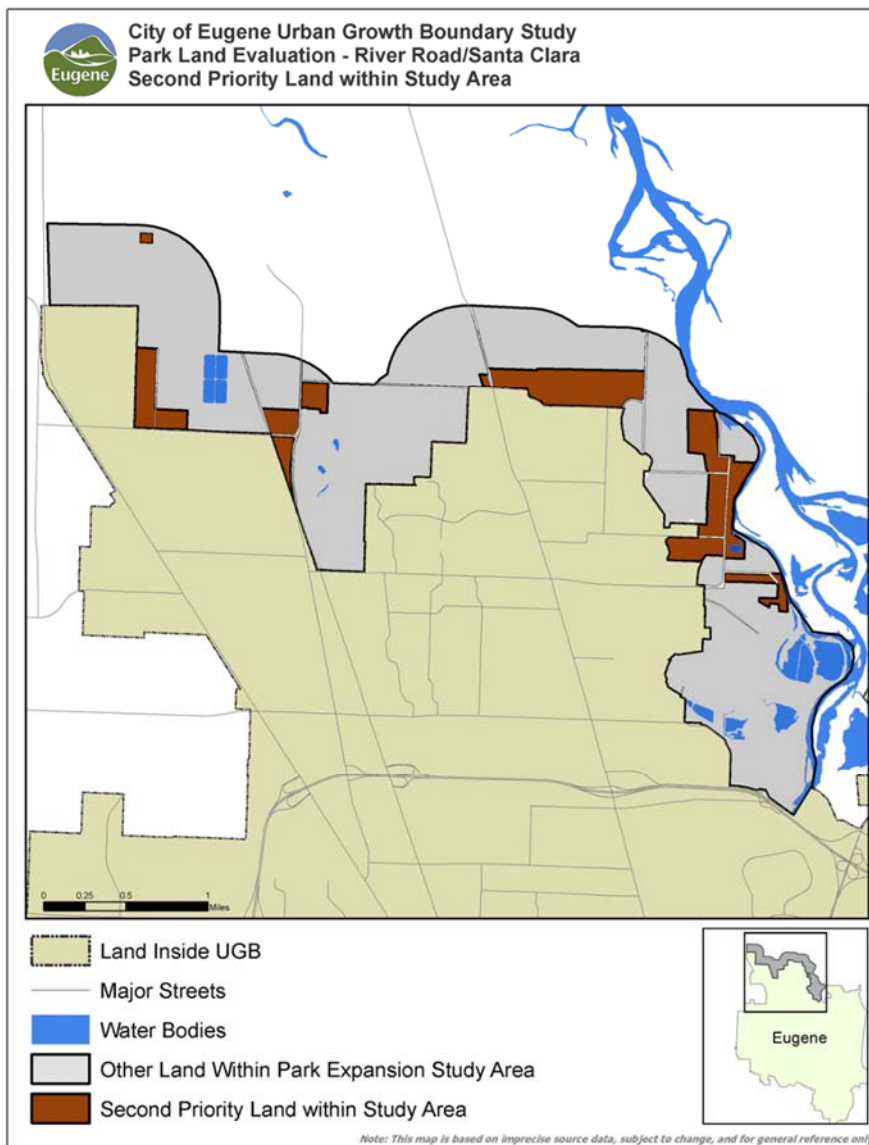 City of Eugene Urban Growth Boundary Study
Park Land Evaluation - River Road/Santa Clara
Second Priority Land within Study Area
Eugene
0 0.25 0.5 1
Miles
Land Inside UGB
Major Streets
Water Bodies
Other Land Within Park Expansion Study Area
Second Priority Land within Study Area
Eugene
Note: This map is based on imprecise source data, subject to change, and for general reference only